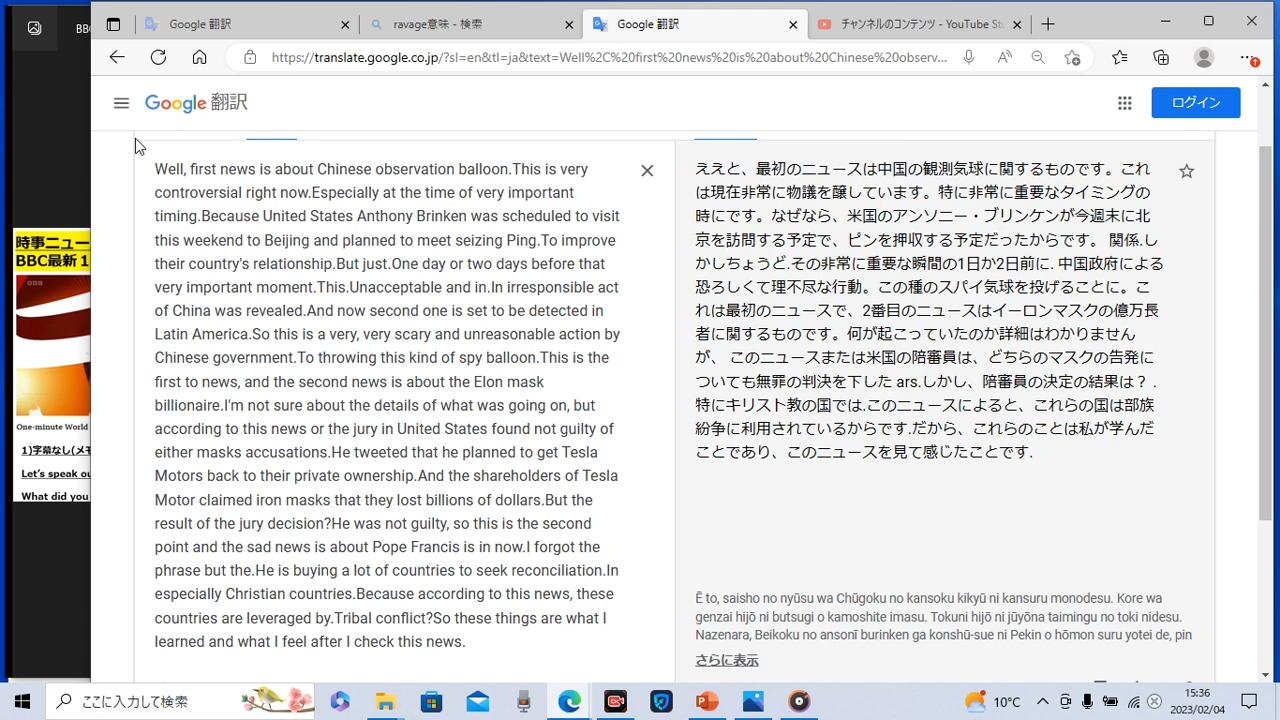 BB
Google 翻訳
ravage意味 - 検索
Google 翻訳
チャンネルのコンテンツ - YouTube St
https://translate.google.co.jp/?sl=en&tl=ja&text=Well%2C%20first%20news%20is%20about%20Chinese%20observ...
Google 翻訳
ログイン
Well, first news is about Chinese observation balloon.This is very
controversial right now.Especially at the time of very important
timing.Because United States Anthony Brinken was scheduled to visit
this weekend to Beijing and planned to meet seizing Ping.To improve
their country's relationship.But just.One day or two days before that
very important moment.This.Unacceptable and in.In irresponsible act
of China was revealed.And now second one is set to be detected in
Latin America.So this is a very, very scary and unreasonable action by
Chinese government.To throwing this kind of spy balloon.This is the
first to news, and the second news is about the Elon mask
billionaire.I'm not sure about the details of what was going on, but
according to this news or the jury in United States found not guilty of
either masks accusations.He tweeted that he planned to get Tesla
Motors back to their private ownership.And the shareholders of Tesla
Motor claimed iron masks that they lost billions of dollars.But the
result of the jury decision?He was not guilty, so this is the second
point and the sad news is about Pope Francis is in now.I forgot the
phrase but the.He is buying a lot of countries to seek reconciliation.In
especially Christian countries.Because according to this news, these
countries are leveraged by.Tribal conflict?So these things are what I
learned and what I feel after I check this news.
ええと、最初のニュースは中国の観測気球に関するものです。これ
は現在非常に物議を醸しています。特に非常に重要なタイミングの
時にです。なぜなら、米国のアンソニー・ブリンケンが今週末に北
京を訪問する予定で、ピンを押収する予定だったからです。 関係.し
かしちょうど その非常に重要な瞬間の1日か2日前に. 中国政府による
恐ろしくて理不尽な行動。この種のスパイ気球を投げることに。こ
れは最初のニュースで、2番目のニュースはイーロンマスクの億万長
者に関するものです。何が起こっていたのか詳細はわかりません
が、 このニュースまたは米国の陪審員は、どちらのマスクの告発に
ついても無罪の判決を下した ars.しかし、陪審員の決定の結果は？ .
特にキリスト教の国では.このニュースによると、これらの国は部族
紛争に利用されているからです.だから、これらのことは私が学んだ
ことであり、このニュースを見て感じたことです.
Ē to, saisho no nyūsu wa Chūgoku no kansoku kikyū ni kansuru monodesu. Kore wa
genzai hijō ni butsugi o kamoshite imasu. Tokuni hijō ni jūyōna taimingu no toki nidesu.
Nazenara, Beikoku no ansonī burinken ga konshū-sue ni Pekin o hōmon suru yotei de, pin
さらに表示
時事ニュー
BBC最新 1
One-minute World
1)字幕なし(メモ
Let's speak ou
What did you
ここに入力して検索
10°C
15:36
2023/02/04